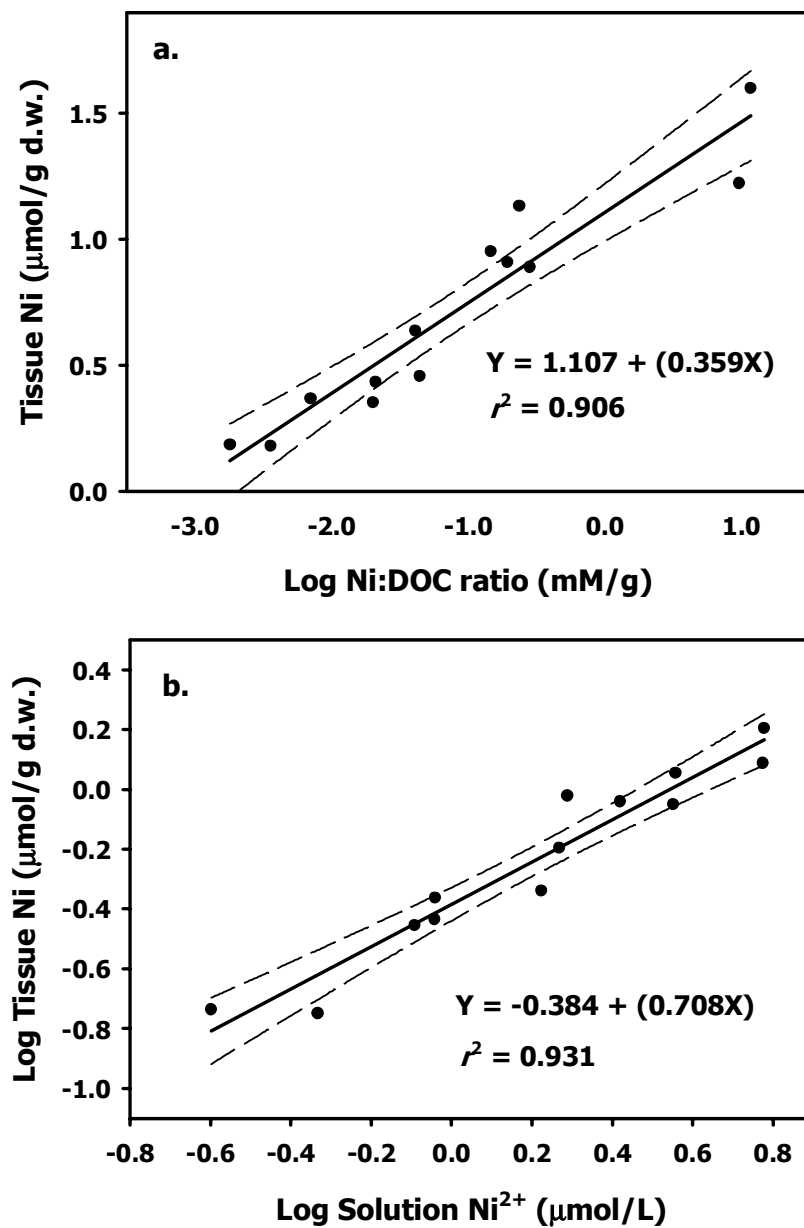 a.
Tissue Ni (μmol/g d.w.)
1.5
1.0
0.5
0.0
Y = 1.107 + (0.359X)
r² = 0.906
-3.0 -2.0 -1.0 0.0 1.0
Log Ni:DOC ratio (mM/g)
b.
Log Tissue Ni (μmol/g d.w.)
0.4
0.2
0.0
-0.2
-0.4
-0.6
-0.8
-1.0
Y = -0.384 + (0.708X)
r² = 0.931
-0.8 -0.6 -0.4 -0.2 0.0 0.2 0.4 0.6 0.8
Log Solution Ni²⁺ (μmol/L)